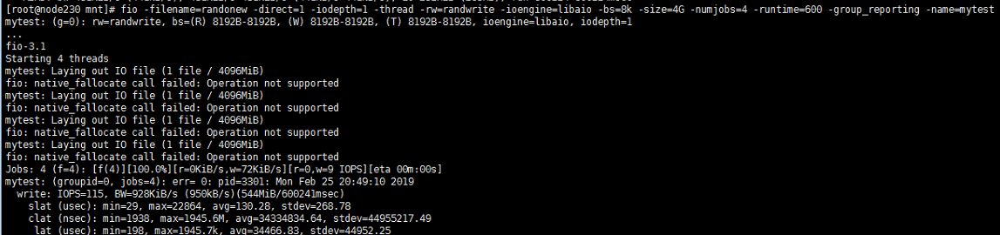 [root@node230 mnt]# fio -filename=randonew -direct=1 -iodepth=1 -thread -rw=randwrite -ioengine=libaio -bs=8k -size=4G -numjobs=4 -runtime=600 -group_reporting -name=mytest
mytest: (g=0): rw=randwrite, bs=(R) 8192B-8192B, (W) 8192B-8192B, (T) 8192B-8192B, ioengine=libaio, iodepth=1
...
fio-3.1
Starting 4 threads
mytest: Laying out IO file (1 file / 4096MiB)
fio: native_fallocate call failed: Operation not supported
mytest: Laying out IO file (1 file / 4096MiB)
fio: native_fallocate call failed: Operation not supported
mytest: Laying out IO file (1 file / 4096MiB)
fio: native_fallocate call failed: Operation not supported
mytest: Laying out IO file (1 file / 4096MiB)
fio: native_fallocate call failed: Operation not supported
Jobs: 4 (f=4): [f(4)][100.0%][r=0KiB/s,w=72KiB/s][r=0,w=9 IOPS][eta 00m:00s]
mytest: (groupid=0, jobs=4): err= 0: pid=3301: Mon Feb 25 20:49:10 2019
write: IOPS=115, BW=928KiB/s (950kB/s)(544MiB/600241msec)
slat (usec): min=29, max=22864, avg=130.28, stdev=268.78
clat (nsec): min=1938, max=1945.6M, avg=34334834.64, stdev=44955217.49
lat (usec): min=198, max=1945.7k, avg=34466.83, stdev=44952.25